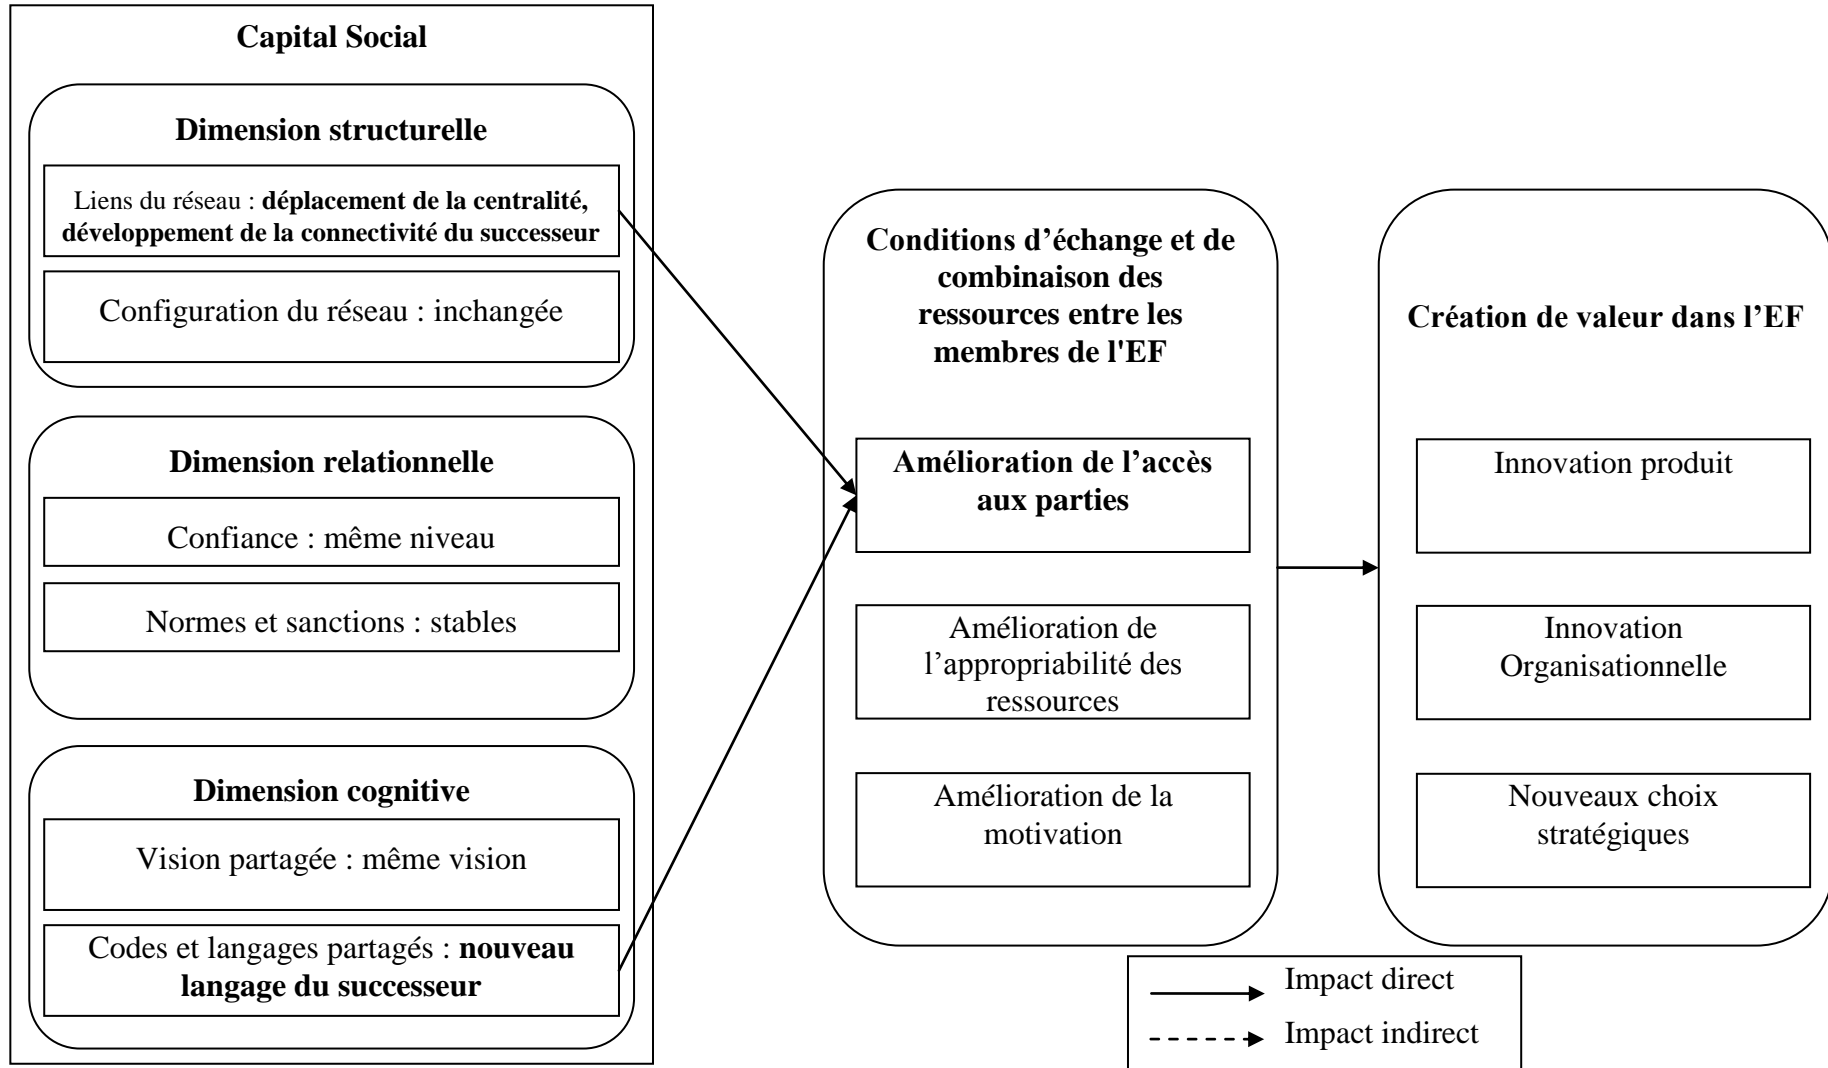 Capital Social
Dimension structurelle
Liens du réseau : déplacement de la centralité,
développement de la connectivité du successeur
Configuration du réseau : inchangée
Dimension relationnelle
Confiance : même niveau
Normes et sanctions : stables
Dimension cognitive
Vision partagée : même vision
Codes et langages partagés : nouveau
langage du successeur
Conditions d’échange et de
combinaison des
ressources entre les
membres de l'EF
Amélioration de l’accès
aux parties
Amélioration de
l’appropriabilité des
ressources
Amélioration de la
motivation
Création de valeur dans l’EF
Innovation produit
Innovation
Organisationnelle
Nouveaux choix
stratégiques
Impact direct
Impact indirect